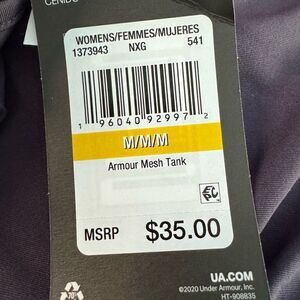 WOMENS/FEMMES/MUJERES
1373943 NXG 541
1 96040 92997 2
M/M/M
Armour Mesh Tank
MSRP $35.00
UA.COM
©2020 Under Armour, Inc.
HT-908835